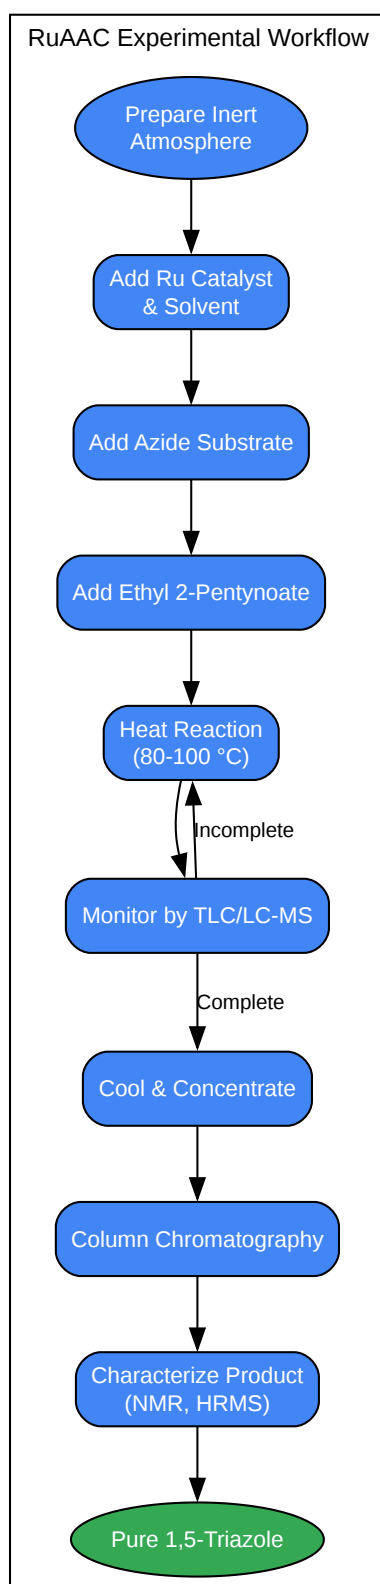 RuAAC Experimental Workflow
Prepare Inert
Atmosphere
Add Ru Catalyst
& Solvent
Add Azide Substrate
Add Ethyl 2-Pentynoate
Heat Reaction
(80-100 °C)
Incomplete
Monitor by TLC/LC-MS
Complete
Cool & Concentrate
Column Chromatography
Characterize Product
(NMR, HRMS)
Pure 1,5-Triazole